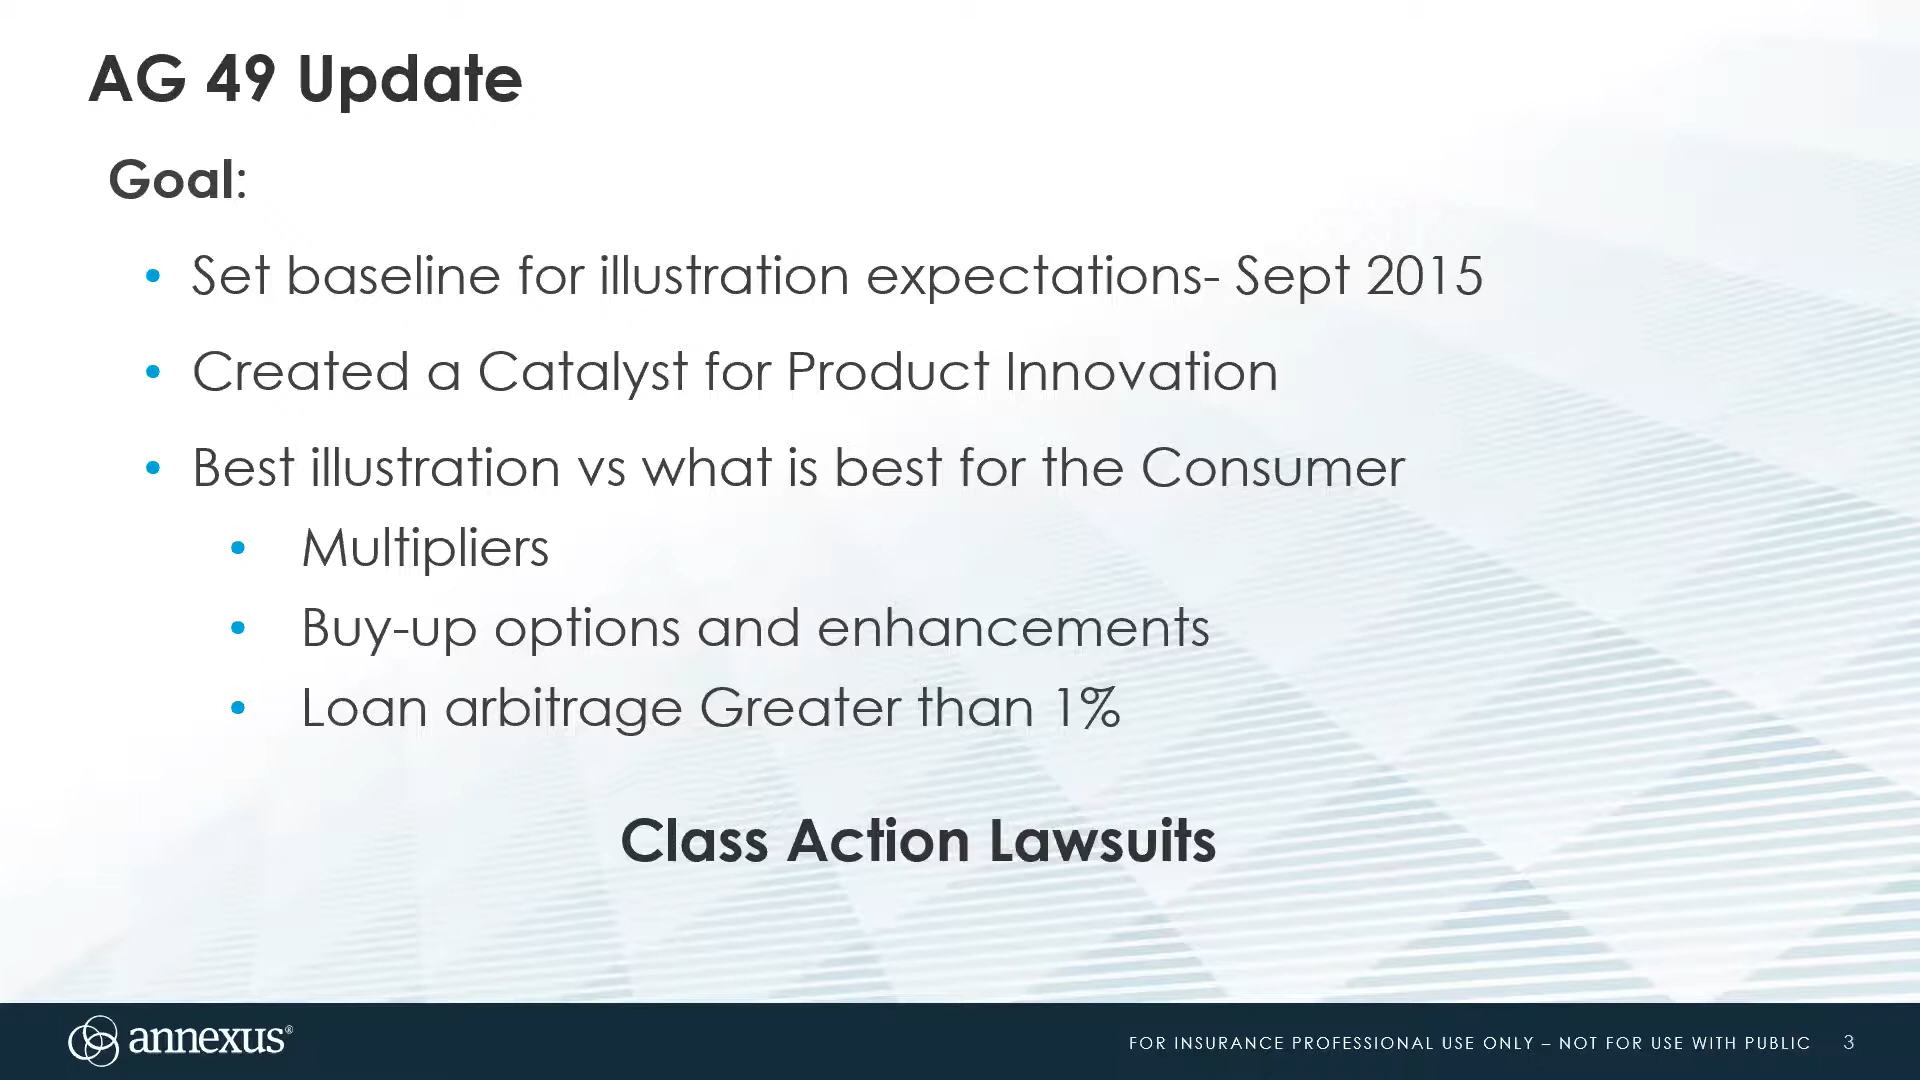 AG 49 Update
Goal:
• Set baseline for illustration expectations- Sept 2015
• Created a Catalyst for Product Innovation
• Best illustration vs what is best for the Consumer
• Multipliers
• Buy-up options and enhancements
• Loan arbitrage Greater than 1%
Class Action Lawsuits
annexus®
FOR INSURANCE PROFESSIONAL USE ONLY – NOT FOR USE WITH PUBLIC 3